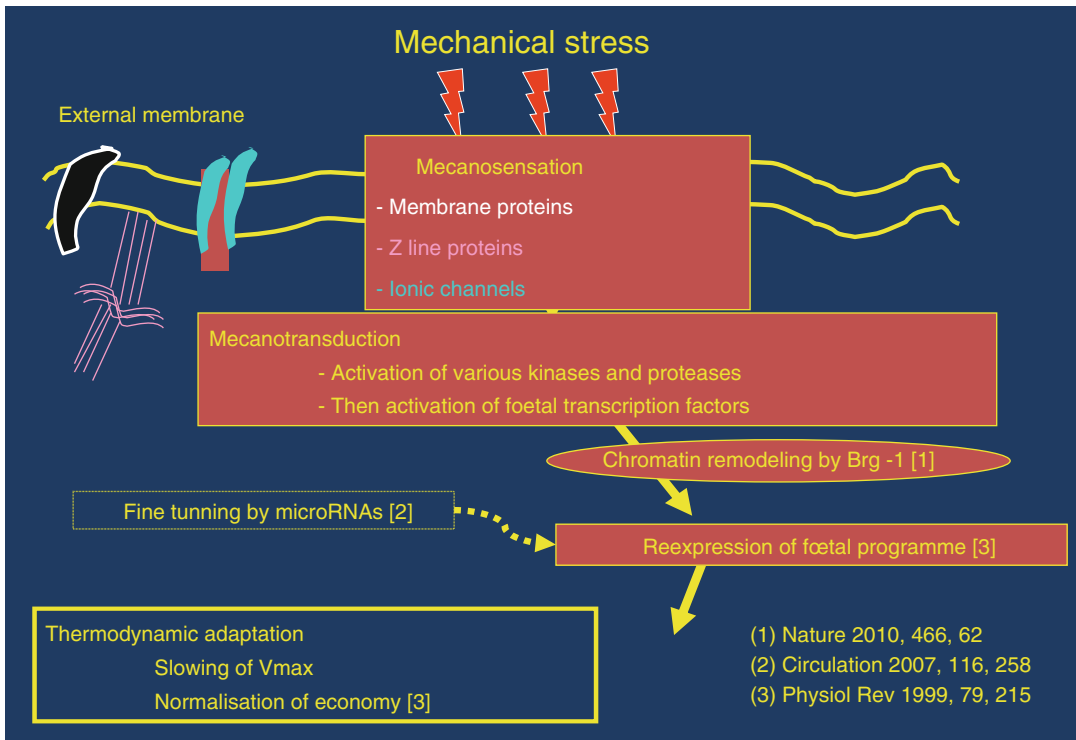 Mechanical stress
External membrane
Mecanosensation
- Membrane proteins
- Z line proteins
- Ionic channels
Mecanotransduction
- Activation of various kinases and proteases
- Then activation of foetal transcription factors
Chromatin remodeling by Brg -1 [1]
Fine tunning by microRNAs [2]
Reexpression of fœtal programme [3]
Thermodynamic adaptation
Slowing of Vmax
Normalisation of economy [3]
(1) Nature 2010, 466, 62
(2) Circulation 2007, 116, 258
(3) Physiol Rev 1999, 79, 215